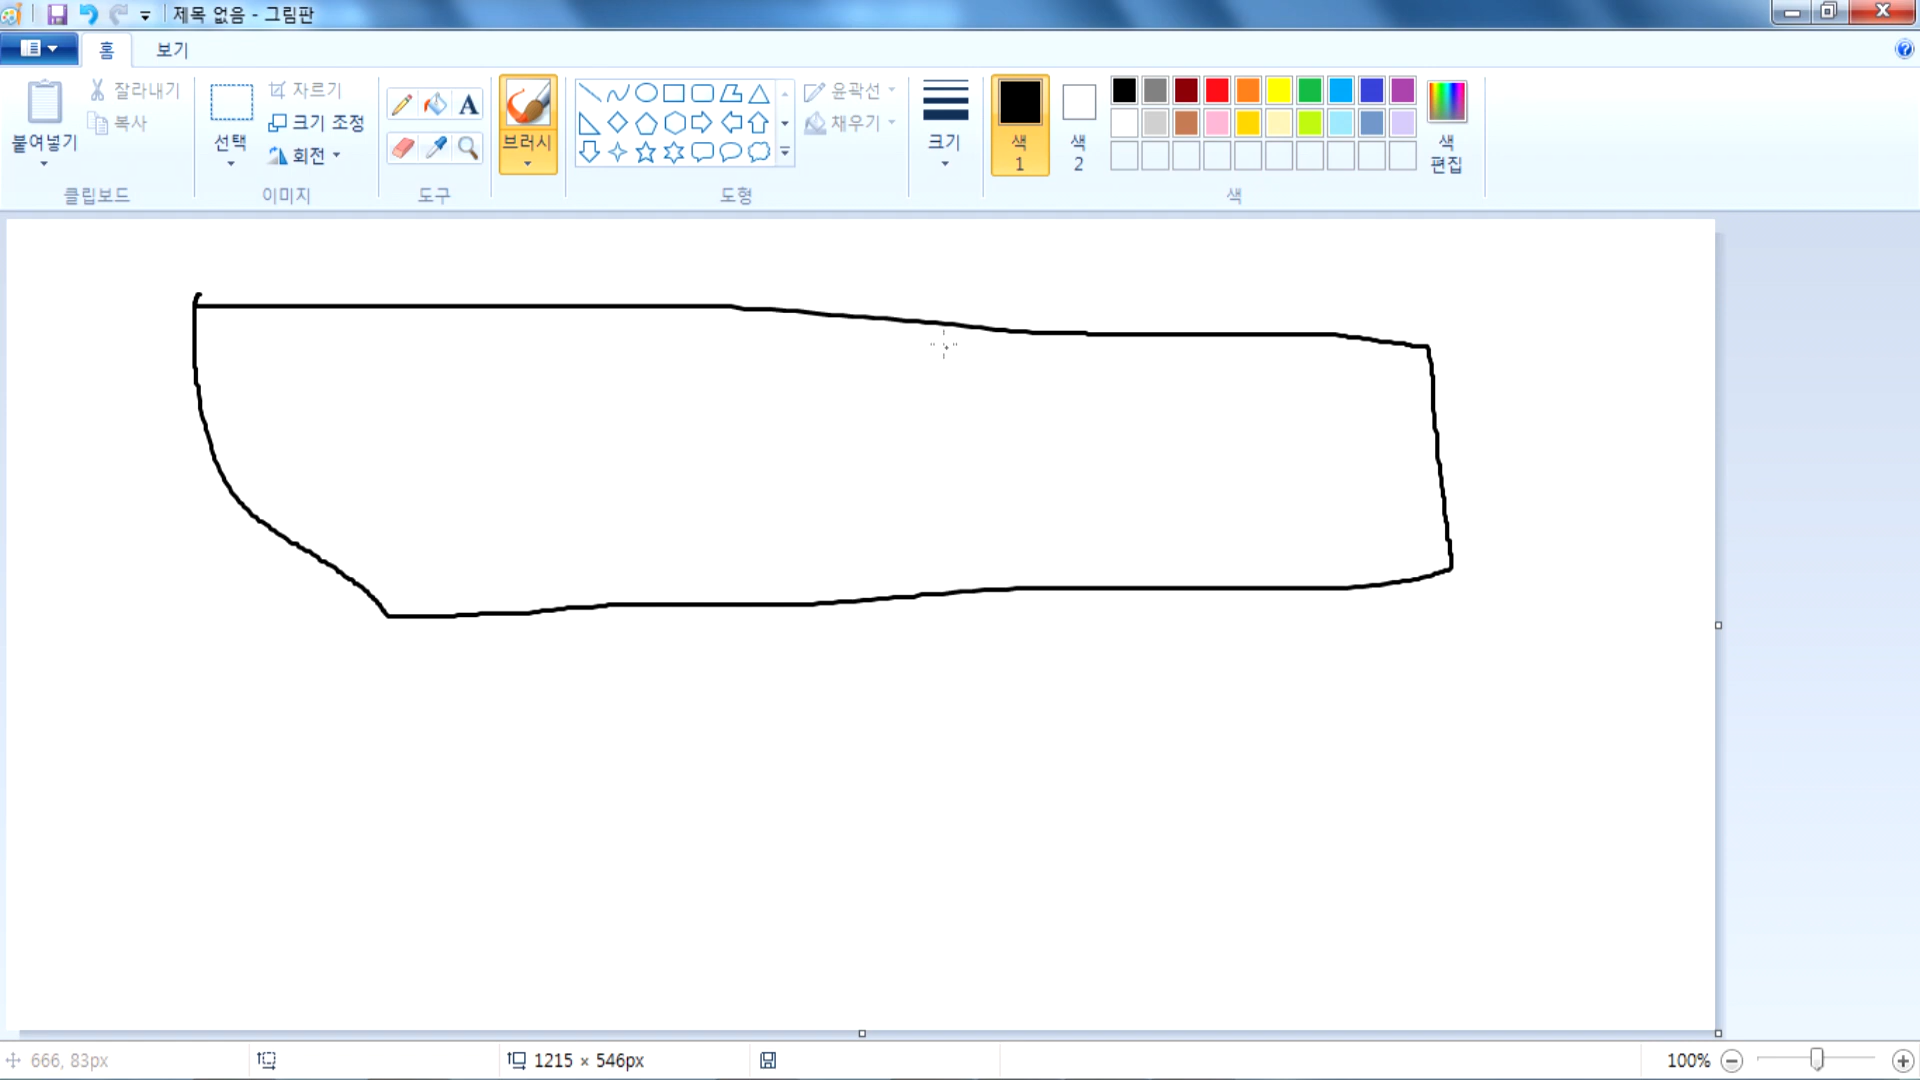 제목 없음 - 그림판
홈 보기
붙여넣기
잘라내기
복사
클립보드
선택
자르기
크기 조정
회전
이미지
A
도구
브러시
윤곽선
채우기
도형
크기
색
1
색
2
색
편집
색
666, 83px
1215 × 546px
100%